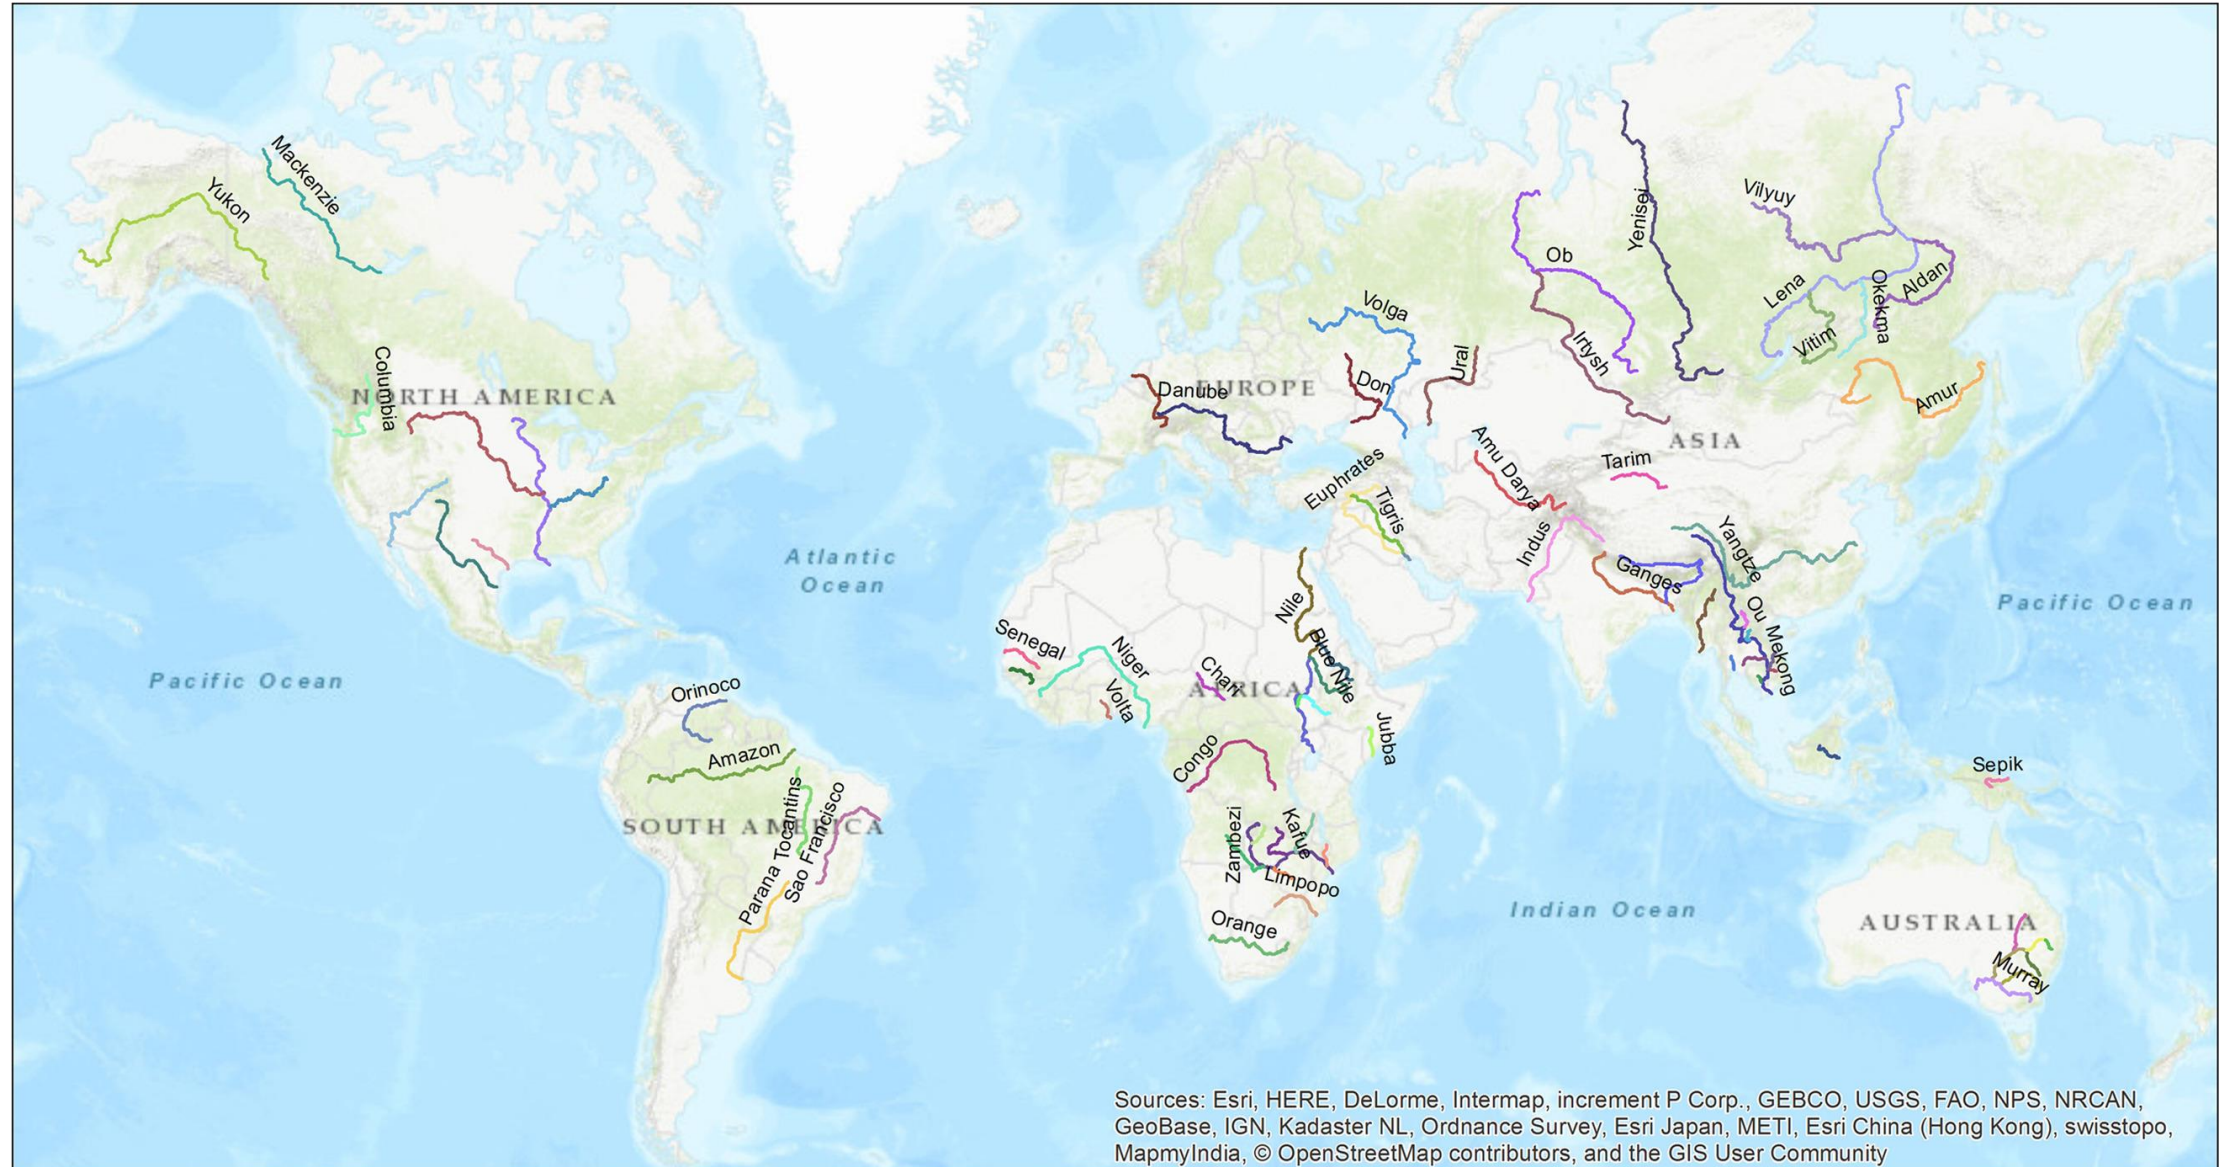 Mackenzie
Yukon
Columbia
NORTH AMERICA
Vilyuy
Yenisei
Ob
Lena
Okekma
Aldan
Vitim
Volga
Ural
Irtysh
Don
Danube
EUROPE
Amur
ASIA
Amu Darya
Tarim
Euphrates
Tigris
Indus
Yangtze
Ganges
Atlantic
Ocean
Pacific Ocean
Nile
Blue Nile
Ou
Mekong
Senegal
Niger
Volta
Chari
AFRICA
Pacific Ocean
Orinoco
Amazon
Jubba
Congo
Sepik
SOUTH AMERICA
Tocantins
Sao Francisco
Parana
Zambezi
Kafue
Limpopo
Orange
Indian Ocean
AUSTRALIA
Murray
Sources: Esri, HERE, DeLorme, Intermap, increment P Corp., GEBCO, USGS, FAO, NPS, NRCAN,
GeoBase, IGN, Kadaster NL, Ordnance Survey, Esri Japan, METI, Esri China (Hong Kong), swisstopo,
MapmyIndia, © OpenStreetMap contributors, and the GIS User Community